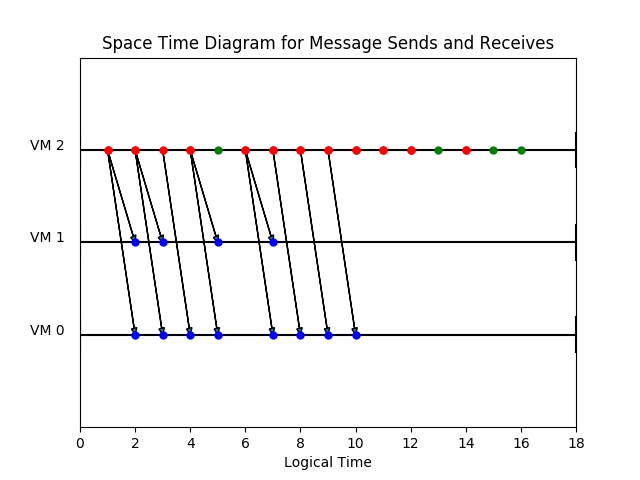 Space Time Diagram for Message Sends and Receives
VM 2
VM 1
VM 0
0 2 4 6 8 10 12 14 16 18
Logical Time